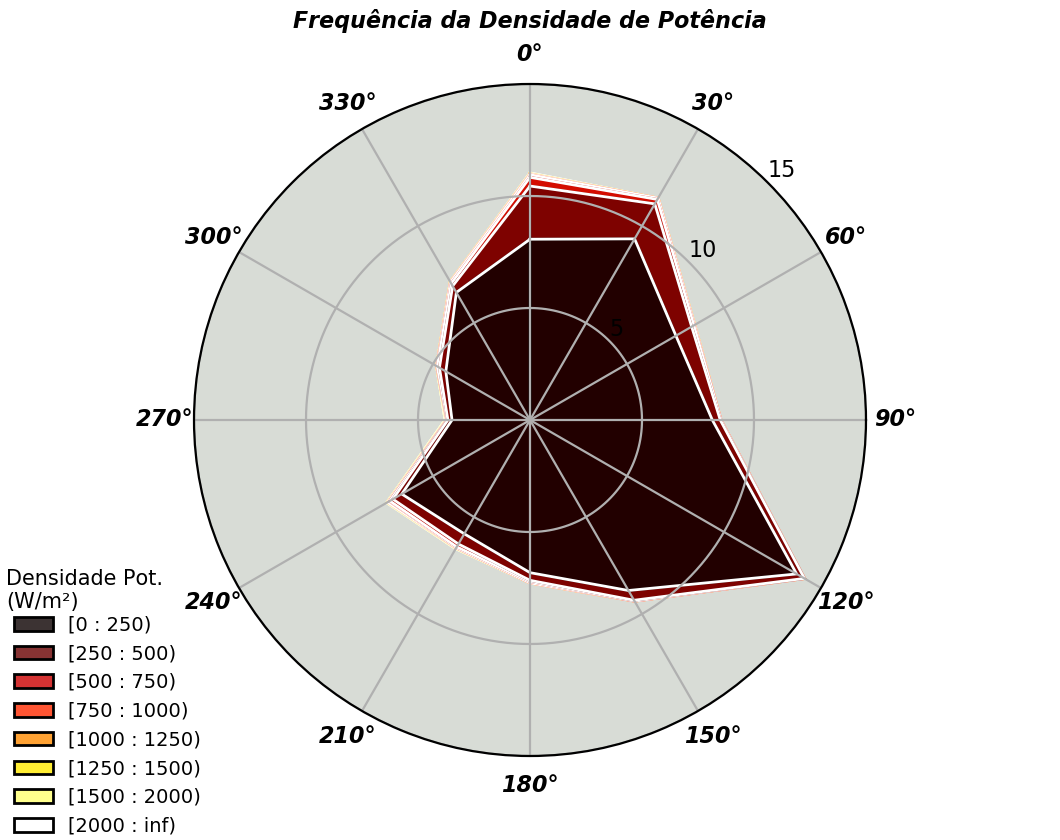 Frequência da Densidade de Potência
0°
330°
30°
15
300°
60°
10
5
270°
90°
240°
120°
210°
150°
180°
Densidade Pot.
(W/m²)
[0 : 250)
[250 : 500)
[500 : 750)
[750 : 1000)
[1000 : 1250)
[1250 : 1500)
[1500 : 2000)
[2000 : inf)